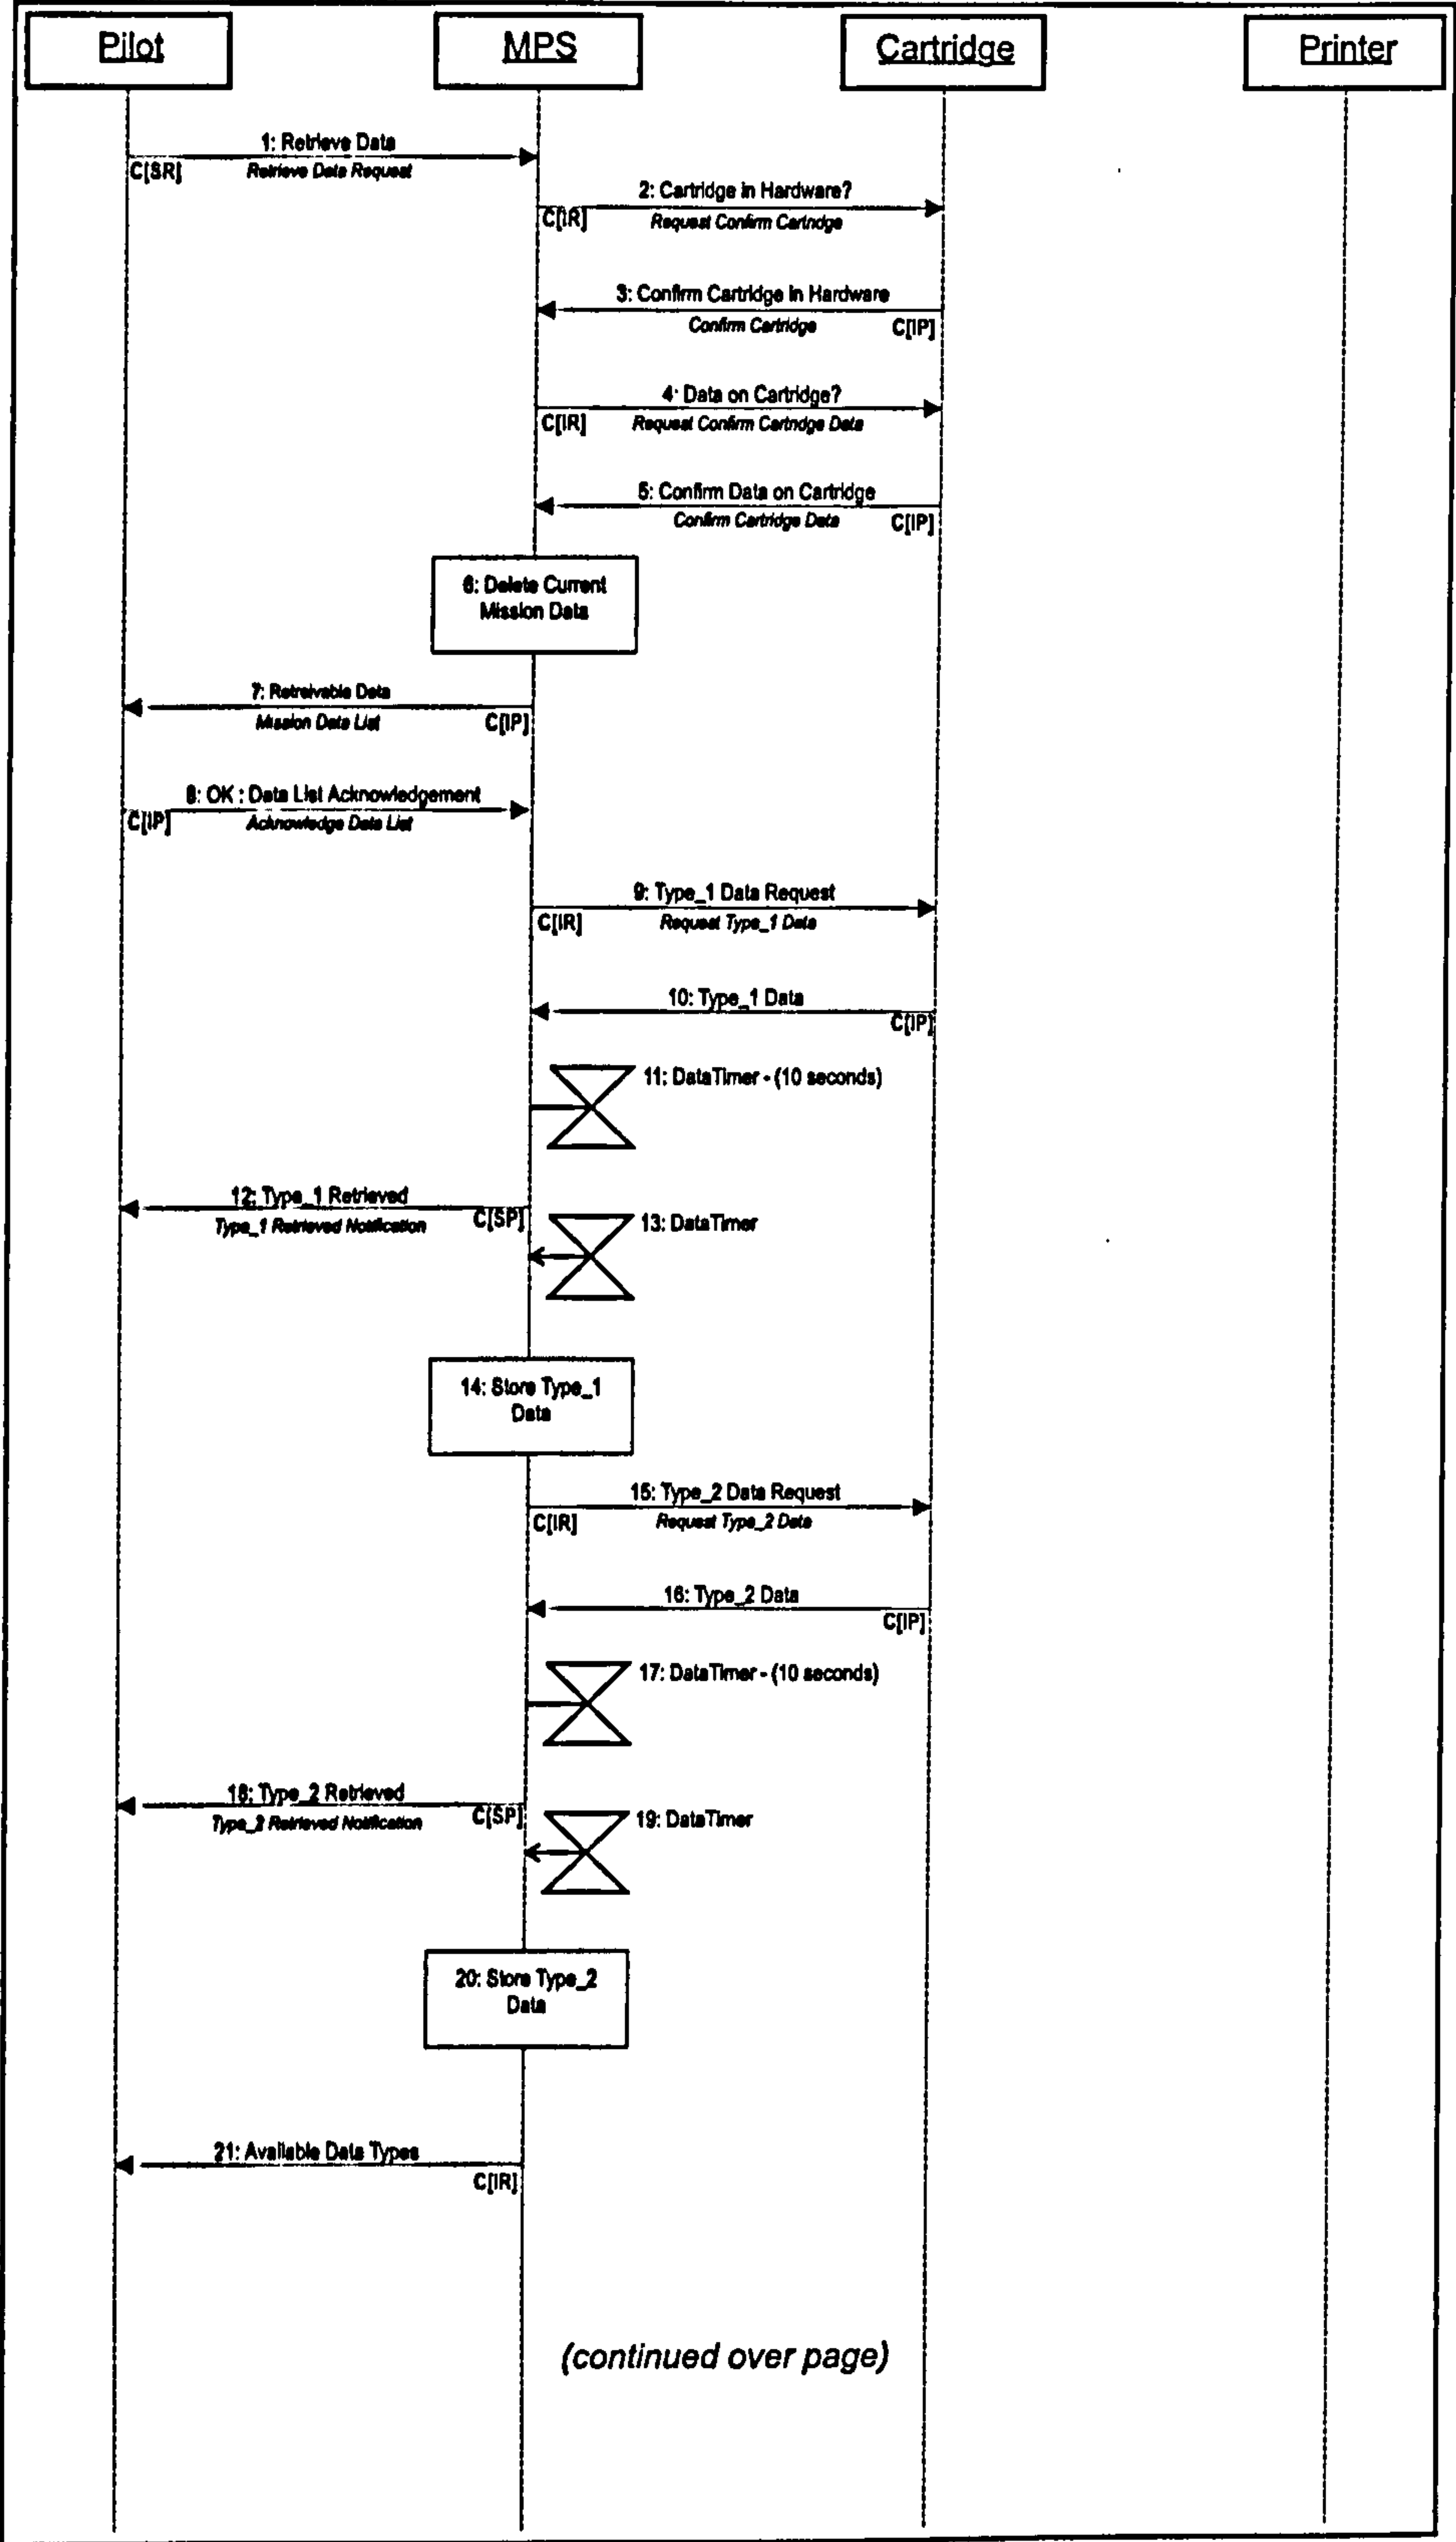 Pilot
MPS
Cartridge
Printer
1: Retrieve Data
C[SR]
Retrieve Data Request
2: Cartridge in Hardware?
C[IR]
Request Confirm Cartridge
3: Confirm Cartridge in Hardware
Confirm Cartridge
C[IP]
4: Data on Cartridge?
C[IR]
Request Confirm Cartridge Data
5: Confirm Data on Cartridge
Confirm Cartridge Data
C[IP]
6: Delete Current
Mission Data
7: Retreivable Data
Mission Data List
C[IP]
8: OK : Data List Acknowledgement
C[IP]
Acknowledge Data List
9: Type_1 Data Request
C[IR]
Request Type_1 Data
10: Type_1 Data
C[IP]
11: DataTimer - (10 seconds)
12: Type_1 Retrieved
Type_1 Retrieved Notification
C[SP]
13: DataTimer
14: Store Type_1
Data
15: Type_2 Data Request
C[IR]
Request Type_2 Data
16: Type_2 Data
C[IP]
17: DataTimer - (10 seconds)
18: Type_2 Retrieved
Type_2 Retrieved Notification
C[SP]
19: DataTimer
20: Store Type_2
Data
21: Available Data Types
C[IR]
(continued over page)